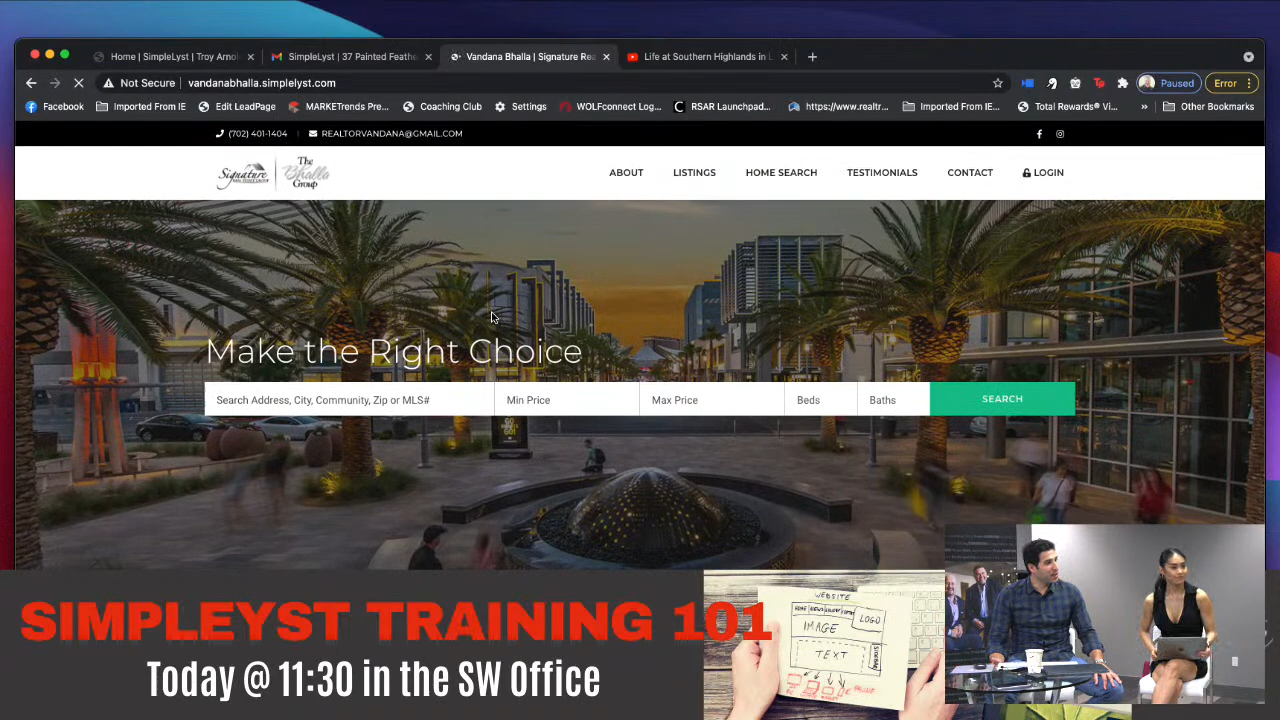 Home | SimpleLyst | Troy Arnol
SimpleLyst | 37 Painted Feathe
Vandana Bhalla | Signature Rea
Life at Southern Highlands in L
Not Secure
vandanabhalla.simplelyst.com
Paused
Error
Facebook
Imported From IE
Edit LeadPage
MARKETrends Pre...
Coaching Club
Settings
WOLFconnect Log...
RSAR Launchpad...
https://www.realtr...
Imported From IE...
Total Rewards® Vi...
»
Other Bookmarks
(702) 401-1404
REALTORVANDANA@GMAIL.COM
Signature
The
Bhalla
Group
ABOUT
LISTINGS
HOME SEARCH
TESTIMONIALS
CONTACT
LOGIN
Make the Right Choice
Search Address, City, Community, Zip or MLS#
Min Price
Max Price
Beds
Baths
SEARCH
SIMPLEYST TRAINING 101
Today @ 11:30 in the SW Office
WEBSITE
HOME
LOGO
IMAGE
TEXT